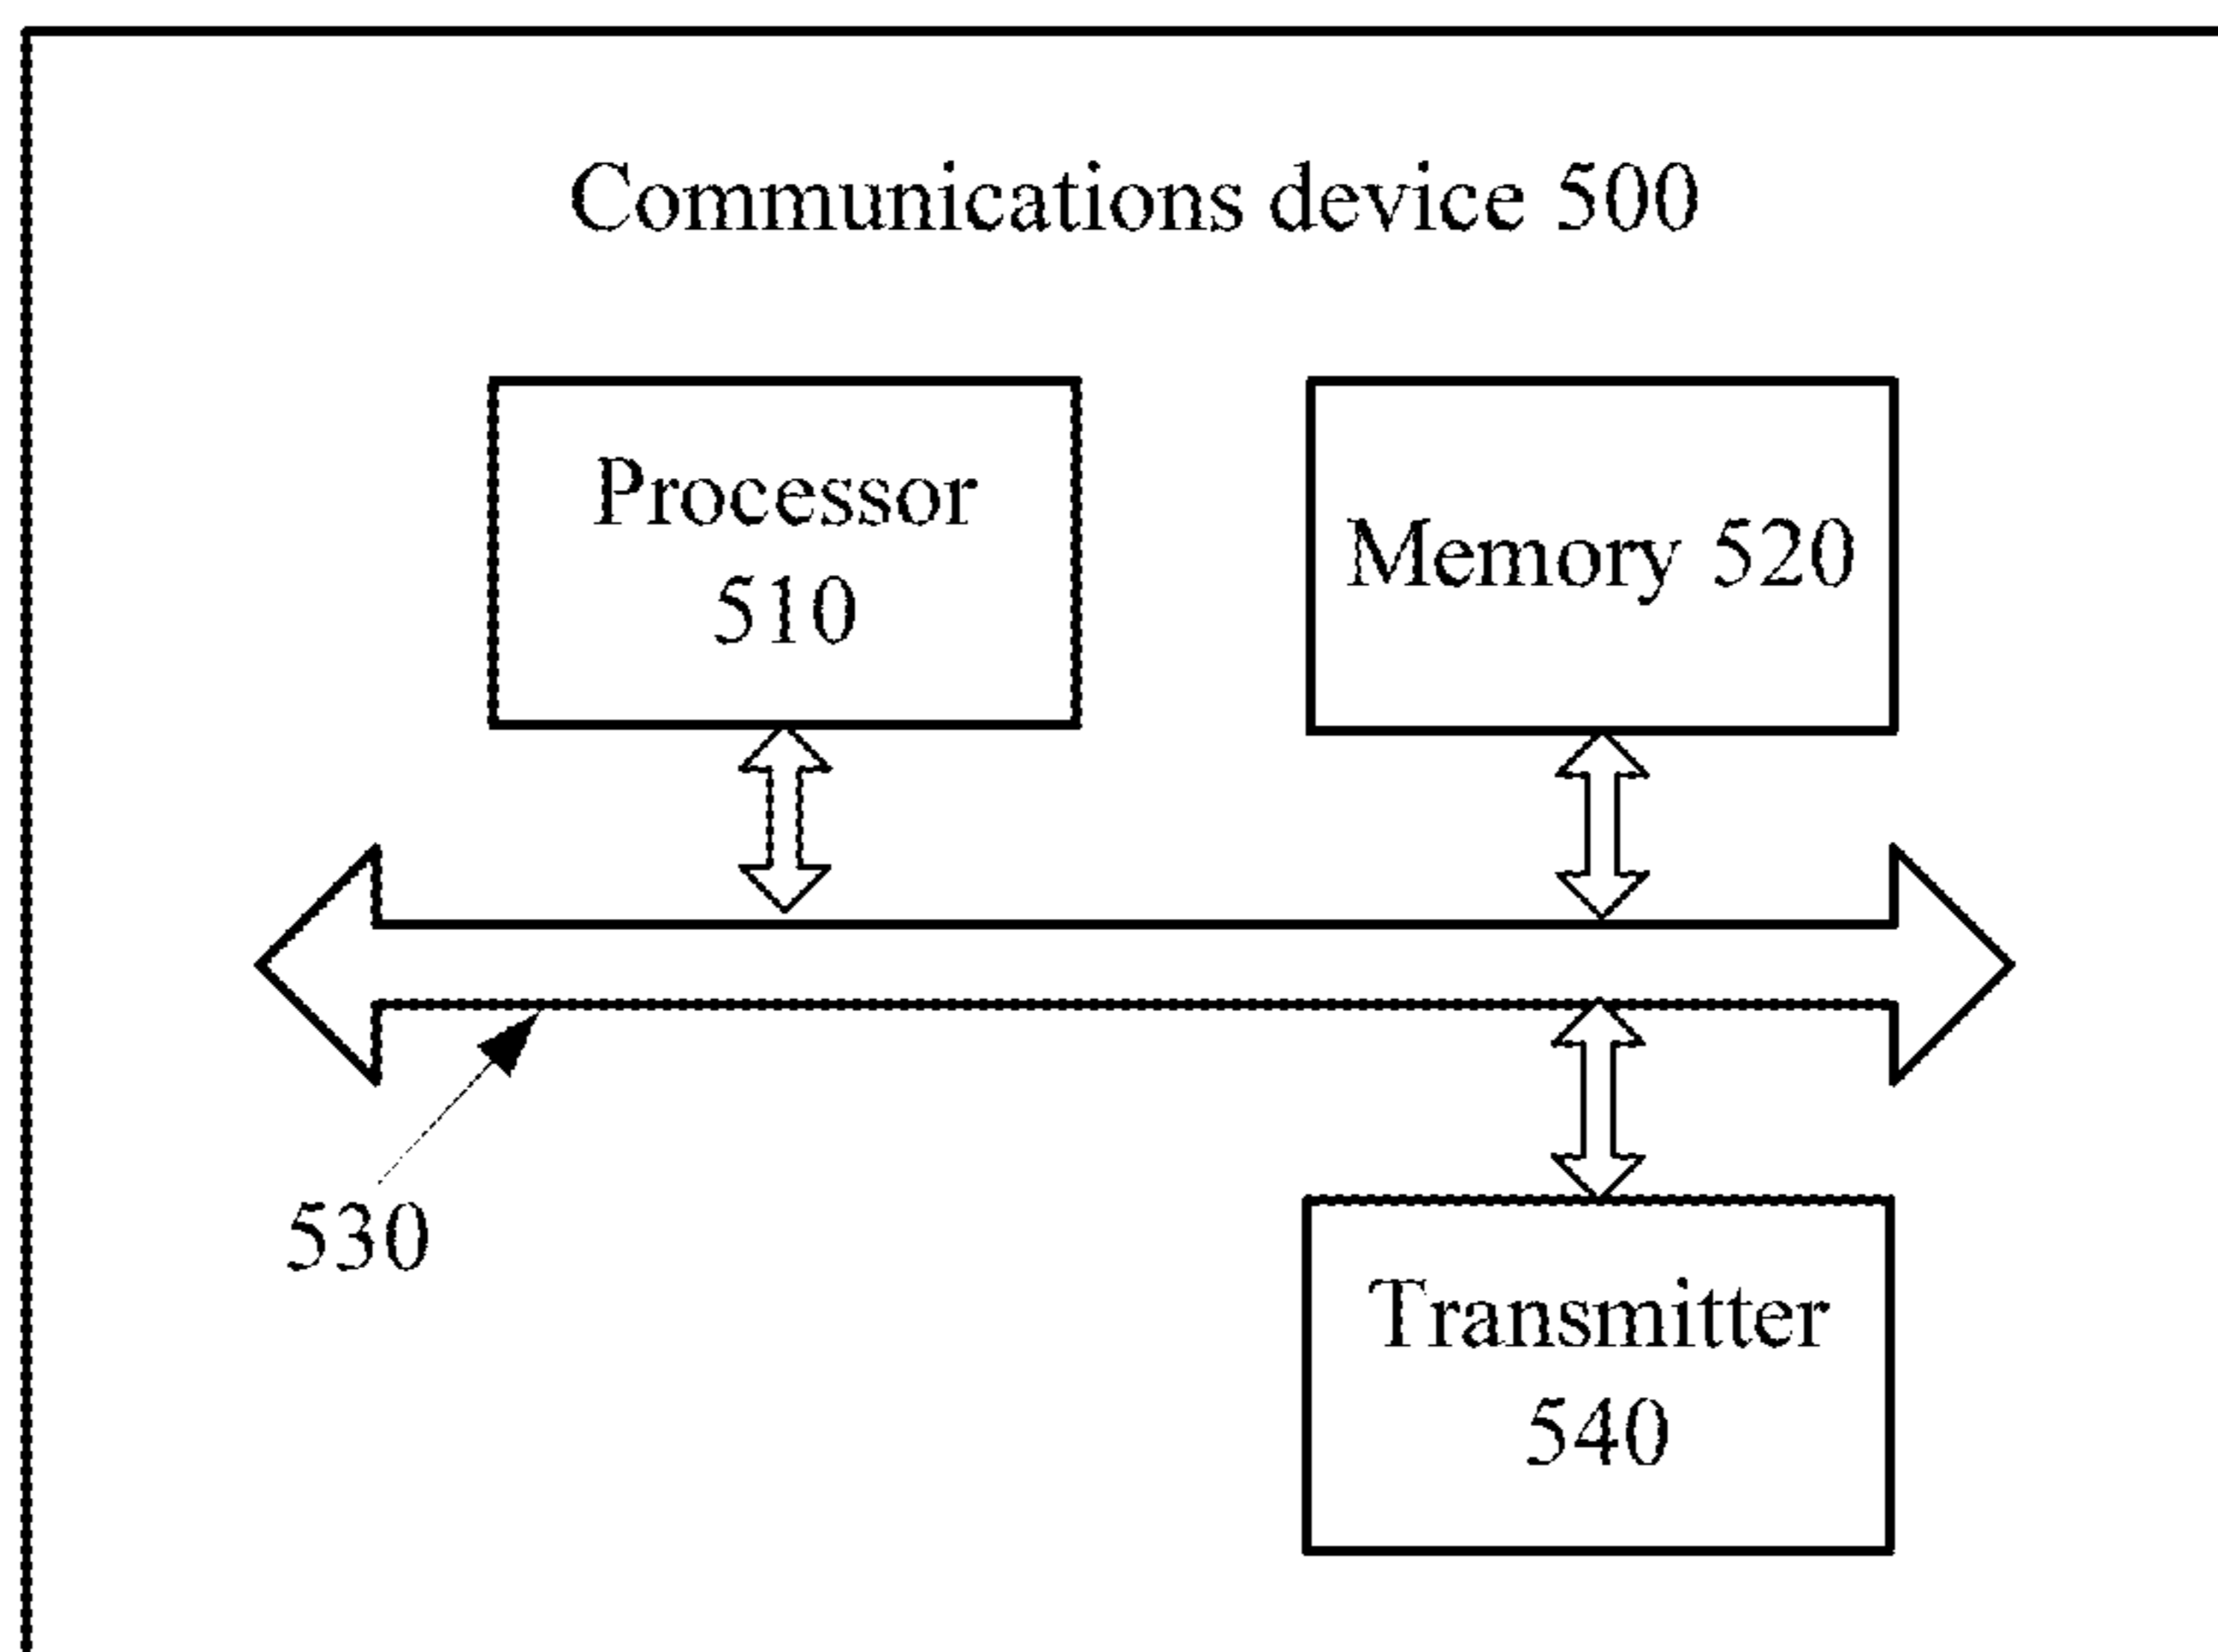 Communications device 500
Processor
510
Memory 520
530
Transmitter
540